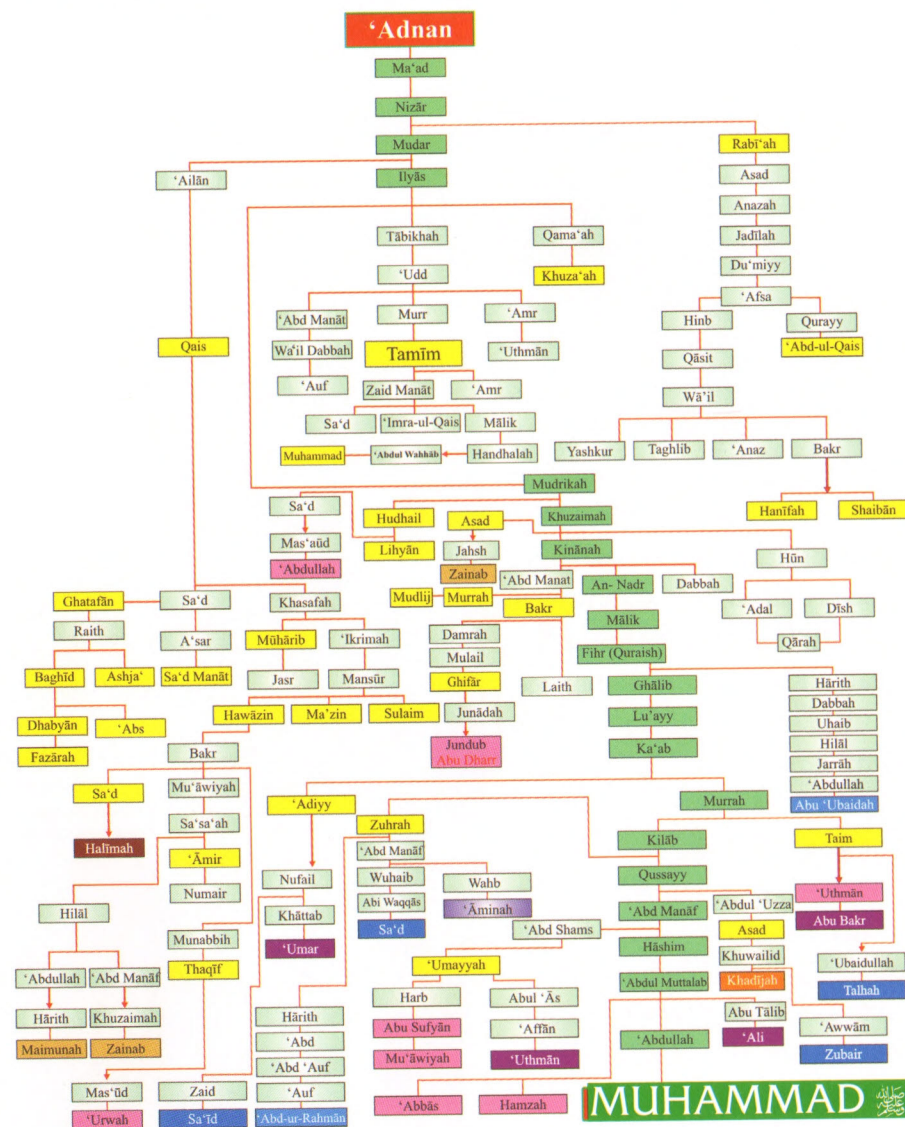 ‘Adnan
Ma‘ad
Nizār
Mudar
Rabī‘ah
‘Ailān
Ilyās
Asad
Anazah
Tābikhah
Qama‘ah
Jadīlah
‘Udd
Khuza‘ah
Du‘miyy
‘Afsa
‘Abd Manāt
Murr
‘Amr
Hinb
Qurayy
Qais
Wa‘il Dabbah
Tamīm
‘Uthmān
‘Abd-ul-Qais
Qāsit
‘Auf
Zaid Manāt
‘Amr
Wā’il
Sa‘d
‘Imra-ul-Qais
Mālik
Muhammad
‘Abdul Wahhāb
Handhalah
Yashkur
Taghlib
‘Anaz
Bakr
Mudrikah
Sa‘d
Hudhail
Asad
Khuzaimah
Hanīfah
Shaibān
Mas‘aūd
Lihyān
Jahsh
Kinānah
Hūn
‘Abdullah
Zainab
‘Abd Manat
An- Nadr
Dabbah
Ghatafān
Sa‘d
Khasafah
Mudlij
Murrah
Bakr
‘Adal
Dīsh
Raith
A‘sar
Mūhārib
‘Ikrimah
Damrah
Mālik
Mulail
Fihr (Quraish)
Qārah
Baghīd
Ashja‘
Sa‘d Manāt
Jasr
Mansūr
Ghifār
Laith
Ghālib
Hārith
Dhabyān
‘Abs
Hawāzin
Ma’zin
Sulaim
Junādah
Lu’ayy
Dabbah
Uhaib
Fazārah
Bakr
Jundub
Abu Dharr
Ka‘ab
Hilāl
Jarrāh
Sa‘d
Mu‘āwiyah
‘Adiyy
Murrah
‘Abdullah
Abu ‘Ubaidah
Sa‘sa‘ah
Zuhrah
Kilāb
Taim
Halīmah
‘Āmir
‘Abd Manāf
Qussayy
Numair
Nufail
Wuhaib
Wahb
‘Uthmān
Hilāl
Khāttab
Abi Waqqās
‘Āminah
‘Abd Manāf
‘Abdul ‘Uzza
Abu Bakr
Munabbih
‘Umar
Sa‘d
‘Abd Shams
Hāshim
Asad
‘Abdullah
‘Abd Manāf
Thaqīf
‘Umayyah
Khuwailid
‘Ubaidullah
‘Abdul Muttalab
Khadījah
Talhah
Hārith
Khuzaimah
Hārith
Harb
Abul ‘Ās
Abu Tālib
Maimunah
Zainab
‘Abd
Abu Sufyān
‘Affān
‘Abdullah
‘Ali
‘Awwām
‘Abd ‘Auf
Mu‘āwiyah
‘Uthmān
Zubair
Mas‘ūd
Zaid
‘Auf
‘Urwah
Sa‘īd
‘Abd-ur-Rahmān
‘Abbās
Hamzah
MUHAMMAD ﷺ